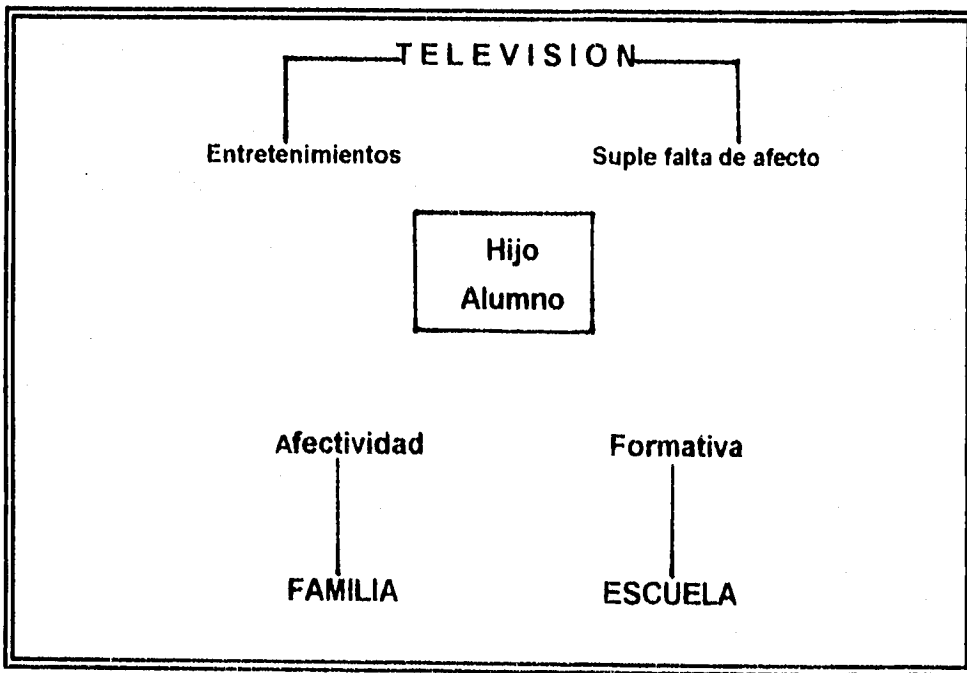 TELEVISION
Entretenimientos Suple falta de afecto
Hijo
Alumno
Afectividad Formativa
FAMILIA ESCUELA